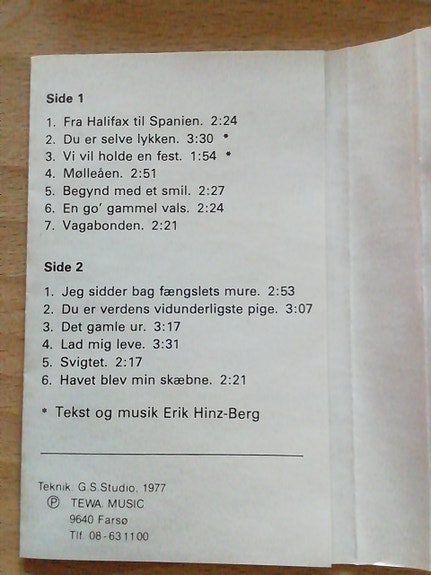 Side 1
1. Fra Halifax til Spanien. 2:24
2. Du er selve lykken. 3:30 *
3. Vi vil holde en fest. 1:54 *
4. Mølleåen. 2:51
5. Begynd med et smil. 2:27
6. En go' gammel vals. 2:24
7. Vagabonden. 2:21
Side 2
1. Jeg sidder bag fængslets mure. 2:53
2. Du er verdens vidunderligste pige. 3:07
3. Det gamle ur. 3:17
4. Lad mig leve. 3:31
5. Svigtet. 2:17
6. Havet blev min skæbne. 2:21
* Tekst og musik Erik Hinz-Berg
Teknik: G.S.Studio, 1977
Ⓟ TEWA MUSIC
9640 Farsø
Tlf. 08-631100